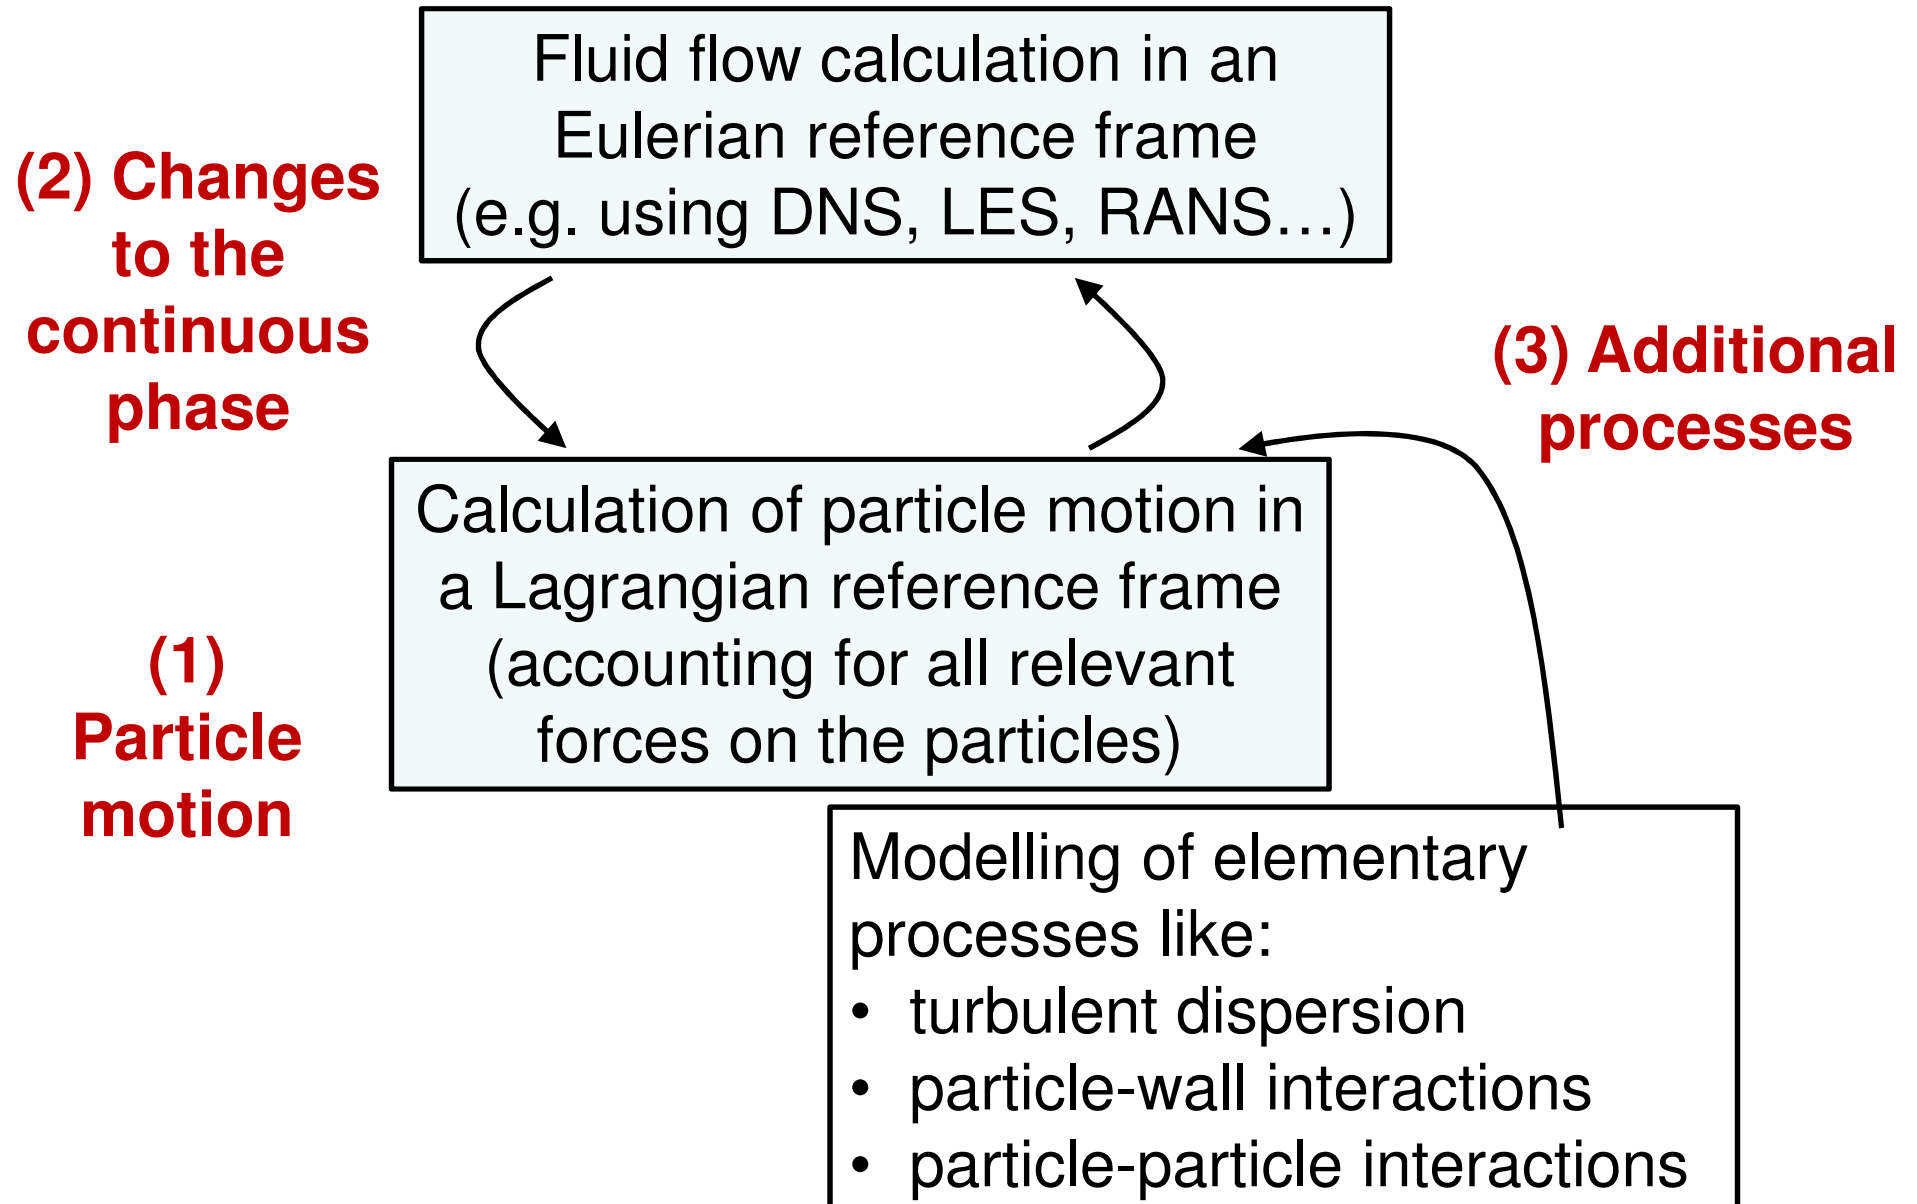 Fluid flow calculation in an
Eulerian reference frame
(e.g. using DNS, LES, RANS…)
(2) Changes
to the
continuous
phase
(3) Additional
processes
Calculation of particle motion in
a Lagrangian reference frame
(accounting for all relevant
forces on the particles)
(1)
Particle
motion
Modelling of elementary
processes like:
• turbulent dispersion
• particle-wall interactions
• particle-particle interactions